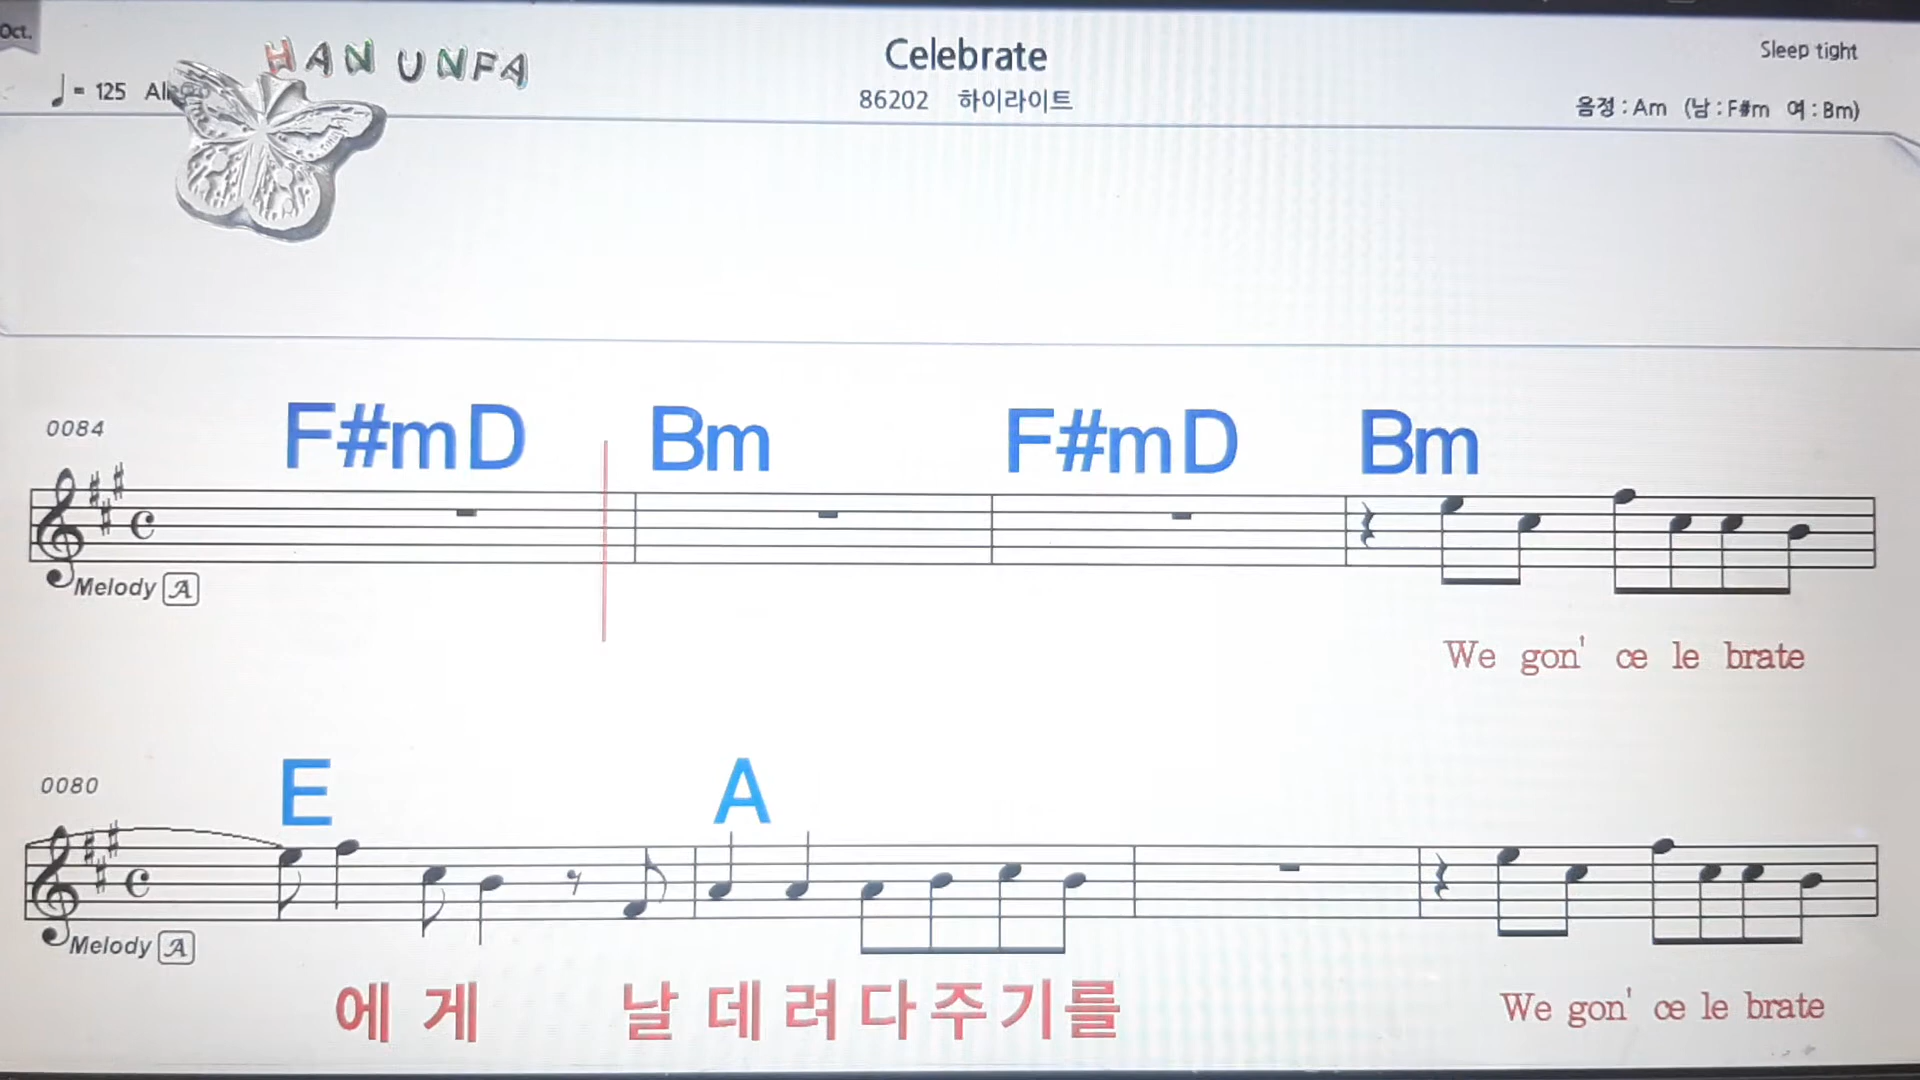 Oct.
HAN UNFA
Celebrate
Sleep tight
= 125
86202 하이라이트
음정 : Am (남 : F#m 여 : Bm)
F#m D Bm F#m D Bm
0084
Melody A
We gon' ce le brate
E A
0080
Melody A
에 게 날 데 려 다 주 기 를 We gon' ce le brate